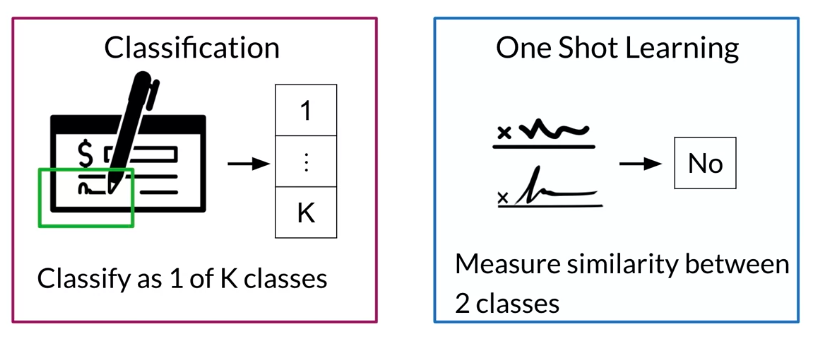 Classification
$
1
⋮
K
Classify as 1 of K classes
One Shot Learning
x
x
No
Measure similarity between
2 classes